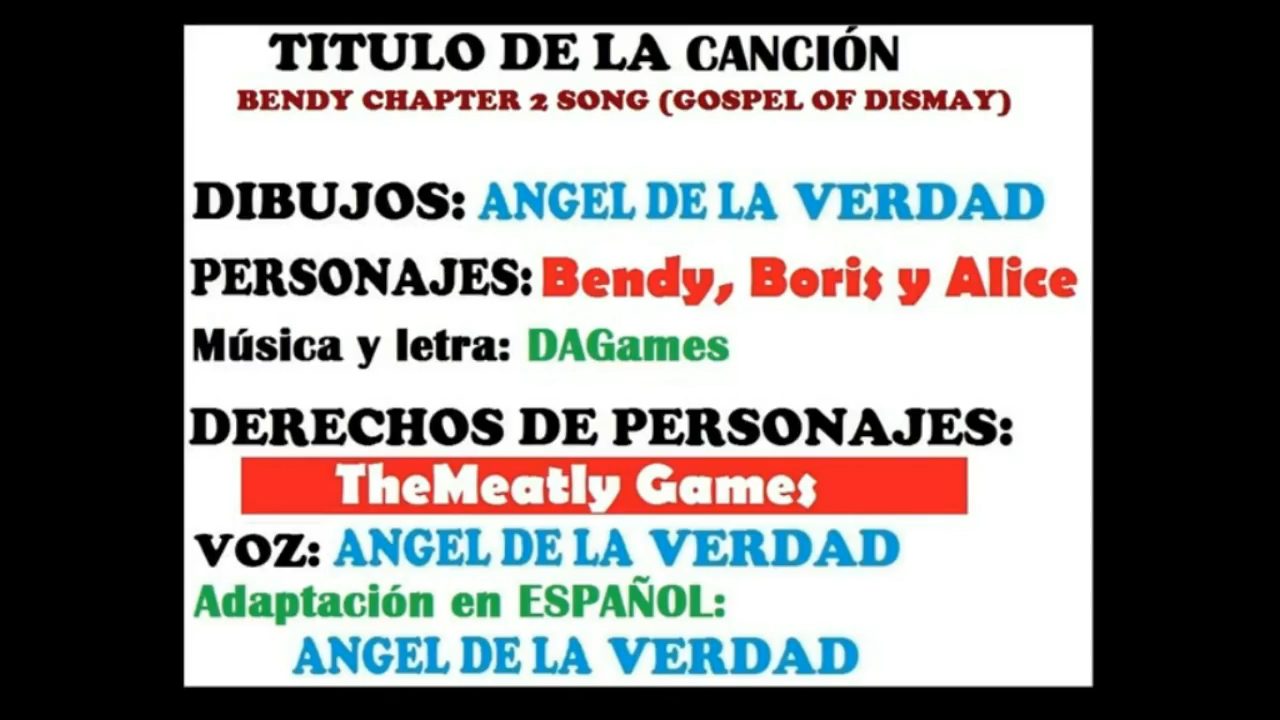 TITULO DE LA CANCIÓN
BENDY CHAPTER 2 SONG (GOSPEL OF DISMAY)
DIBUJOS: ANGEL DE LA VERDAD
PERSONAJES: Bendy, Boris y Alice
Música y letra: DAGames
DERECHOS DE PERSONAJES:
TheMeatly Games
VOZ: ANGEL DE LA VERDAD
Adaptación en ESPAÑOL:
ANGEL DE LA VERDAD